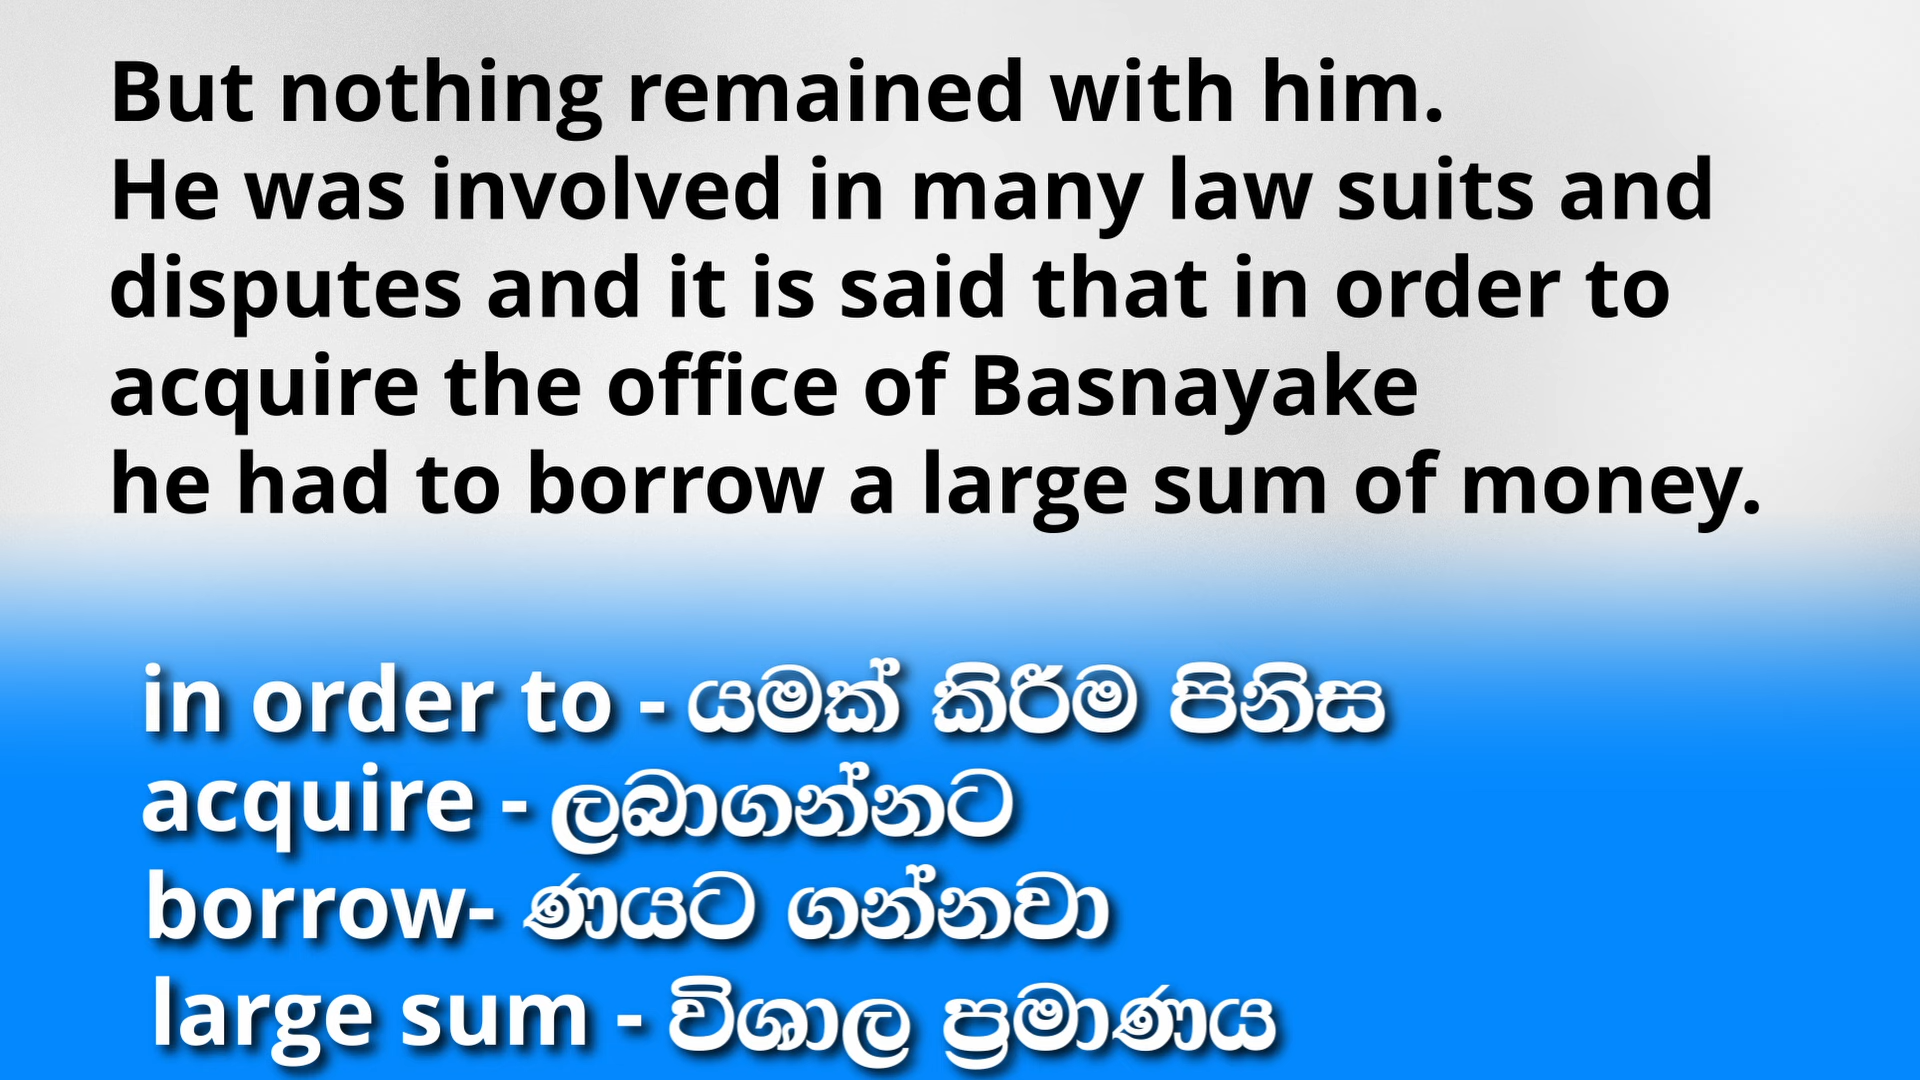 But nothing remained with him.
He was involved in many law suits and
disputes and it is said that in order to
acquire the office of Basnayake
he had to borrow a large sum of money.
in order to - යමක් කිරීම පිනිස
acquire - ලබාගන්නට
borrow- ණයට ගන්නවා
large sum - විශාල ප්‍රමාණය